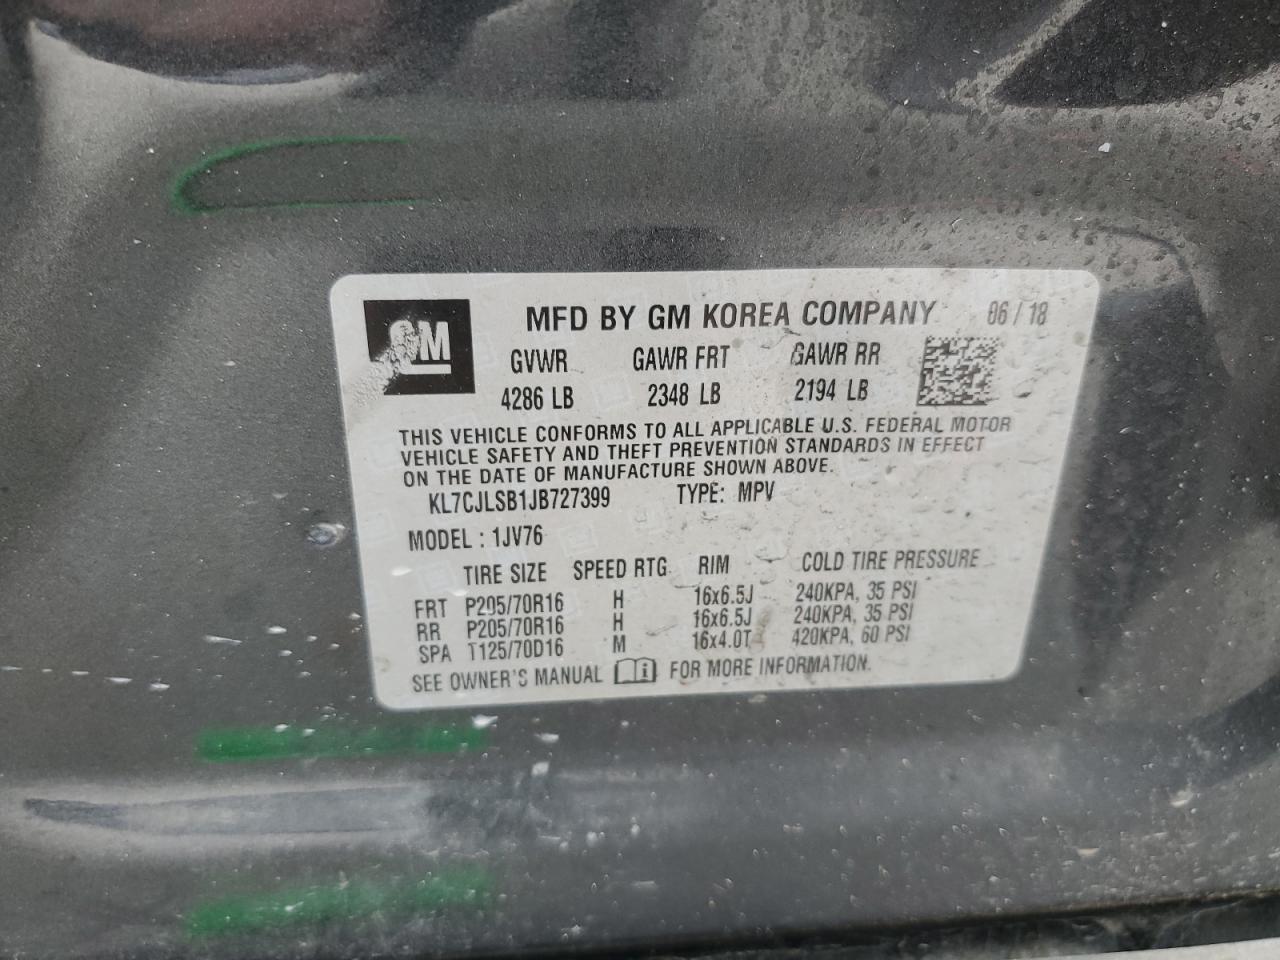 GM
MFD BY GM KOREA COMPANY 06/18
GVWR GAWR FRT GAWR RR
4286 LB 2348 LB 2194 LB
THIS VEHICLE CONFORMS TO ALL APPLICABLE U.S. FEDERAL MOTOR
VEHICLE SAFETY AND THEFT PREVENTION STANDARDS IN EFFECT
ON THE DATE OF MANUFACTURE SHOWN ABOVE.
KL7CJLSB1JB727399 TYPE: MPV
MODEL: 1JV76
TIRE SIZE SPEED RTG RIM COLD TIRE PRESSURE
FRT P205/70R16 H 16x6.5J 240KPA, 35 PSI
RR P205/70R16 H 16x6.5J 240KPA, 35 PSI
SPA T125/70D16 M 16x4.0T 420KPA, 60 PSI
SEE OWNER'S MANUAL FOR MORE INFORMATION.